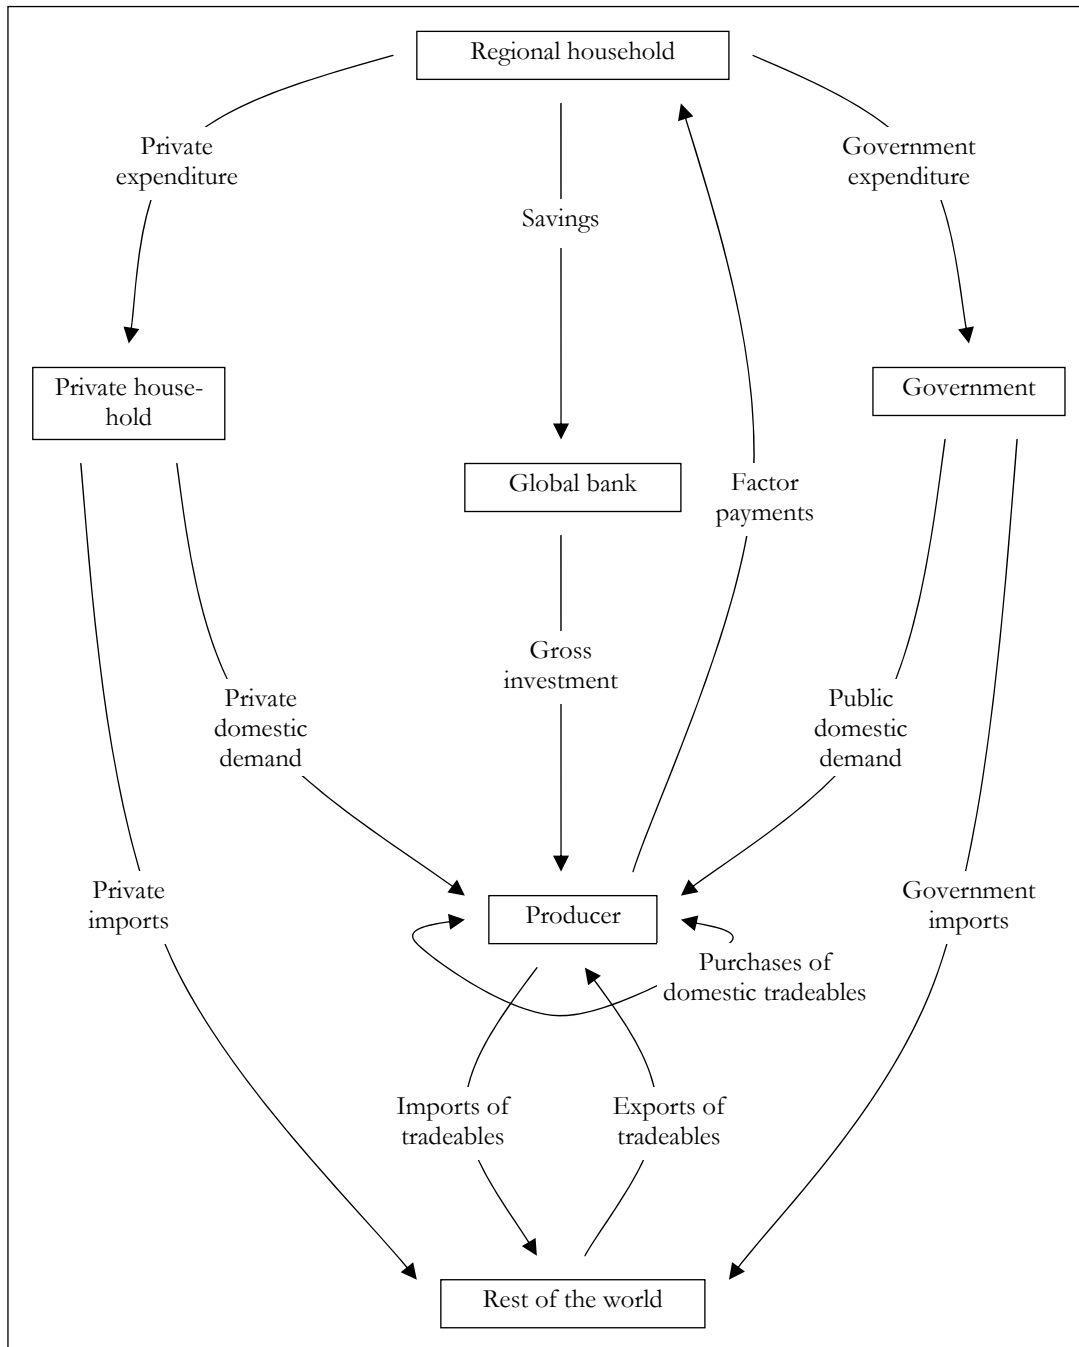 Regional household
Private
expenditure
Government
expenditure
Savings
Private house-
hold
Government
Global bank
Factor
payments
Gross
investment
Private
domestic
demand
Public
domestic
demand
Private
imports
Producer
Government
imports
Purchases of
domestic tradeables
Imports of
tradeables
Exports of
tradeables
Rest of the world